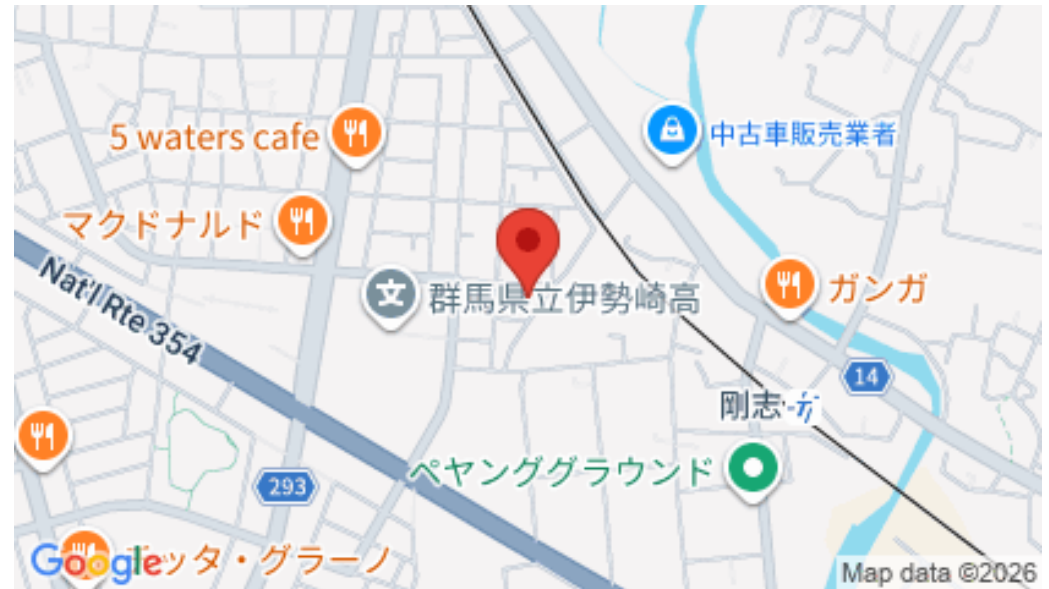 5 waters cafe
中古車販売業者
マクドナルド
Nat'l Rte 354
群馬県立伊勢崎高
ガンガ
14
剛志
ペヤンググラウンド
293
ッタ・グラーノ
Google
Map data ©2026